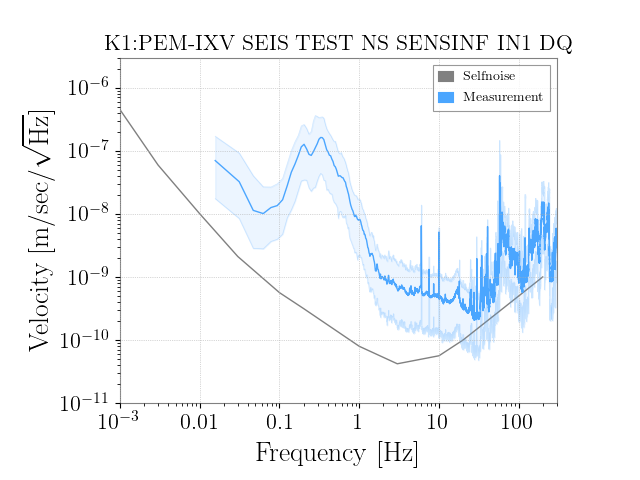 K1:PEM-IXV SEIS TEST NS SENSINF IN1 DQ
Selfnoise
Measurement
10⁻⁶
10⁻⁷
10⁻⁸
10⁻⁹
10⁻¹⁰
10⁻¹¹
Velocity [m/sec/√Hz]
10⁻³ 0.01 0.1 1 10 100
Frequency [Hz]